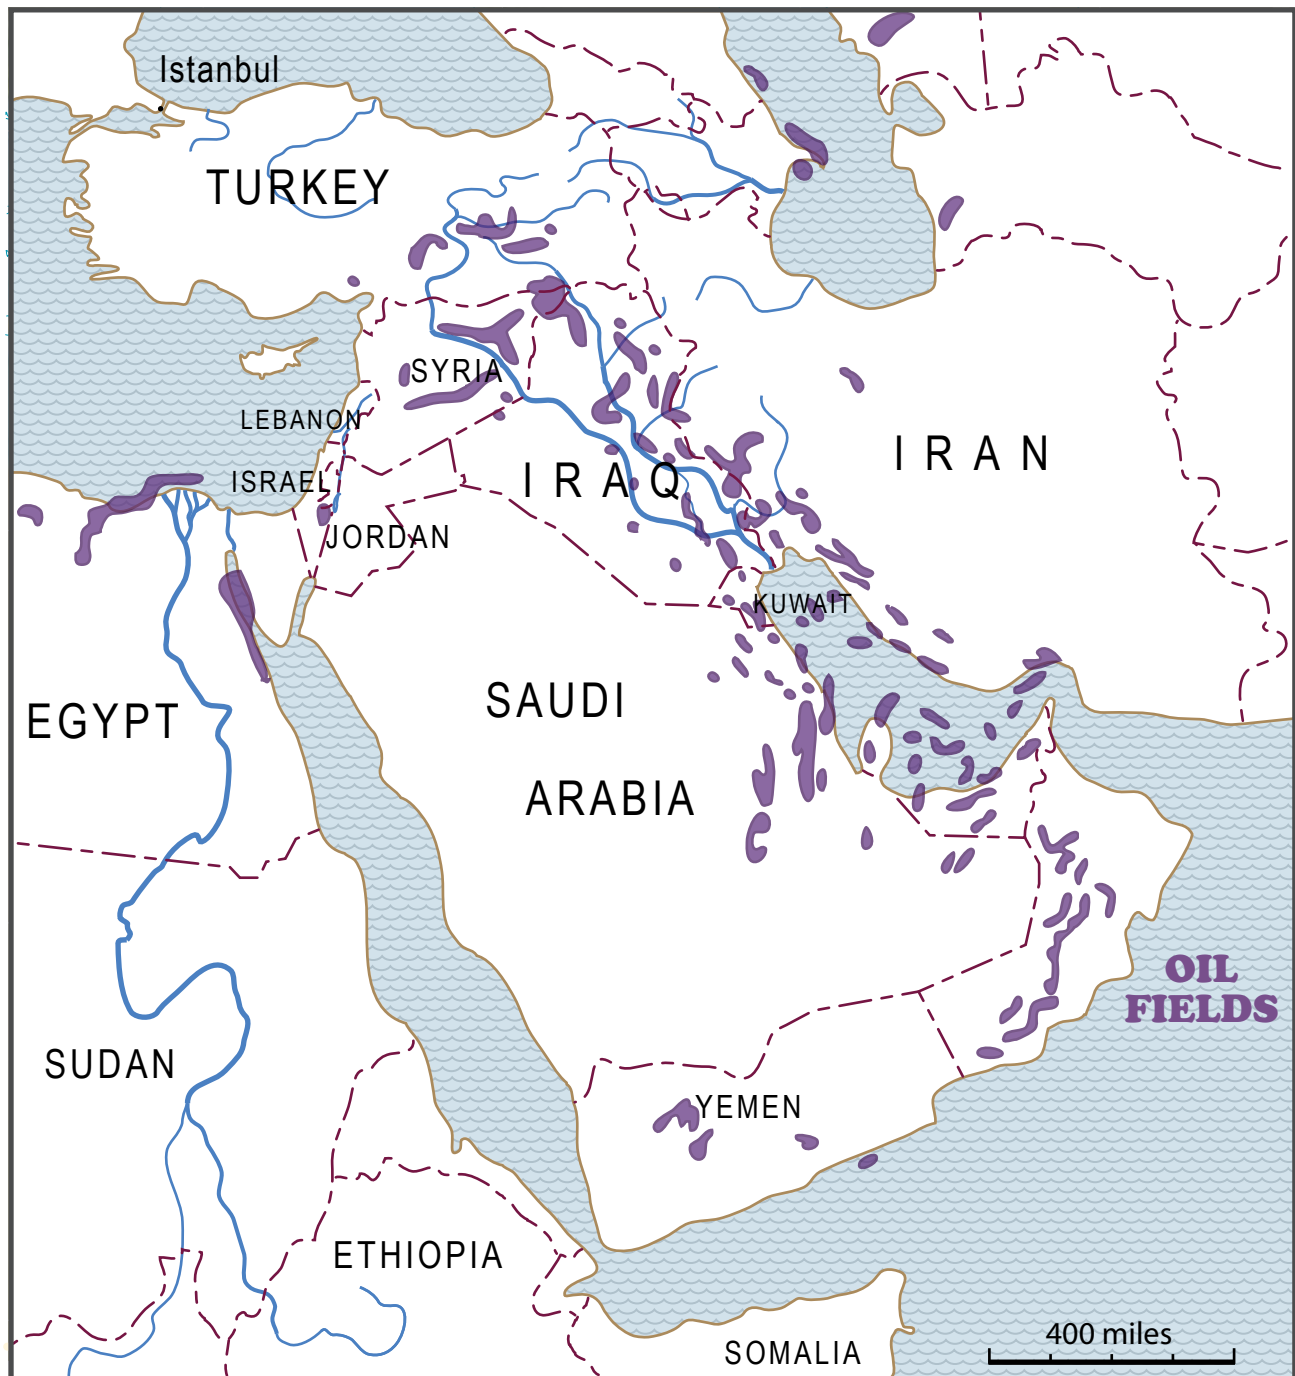 Istanbul
TURKEY
SYRIA
LEBANON
ISRAEL
IRAQ
IRAN
JORDAN
KUWAIT
EGYPT
SAUDI
ARABIA
OIL
FIELDS
SUDAN
YEMEN
ETHIOPIA
SOMALIA
400 miles